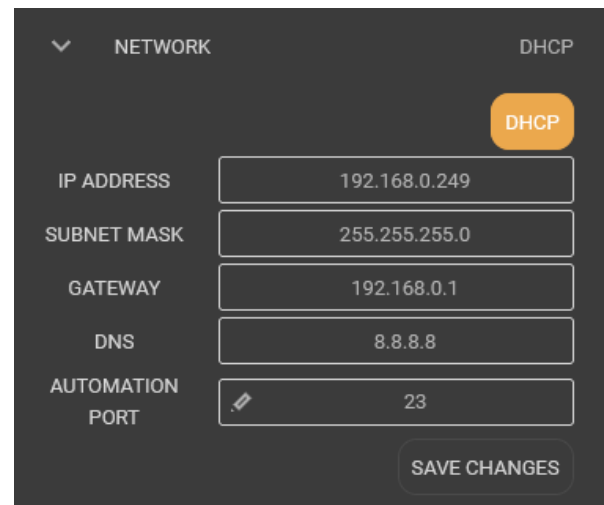 NETWORK DHCP
DHCP
IP ADDRESS 192.168.0.249
SUBNET MASK 255.255.255.0
GATEWAY 192.168.0.1
DNS 8.8.8.8
AUTOMATION
PORT 23
SAVE CHANGES